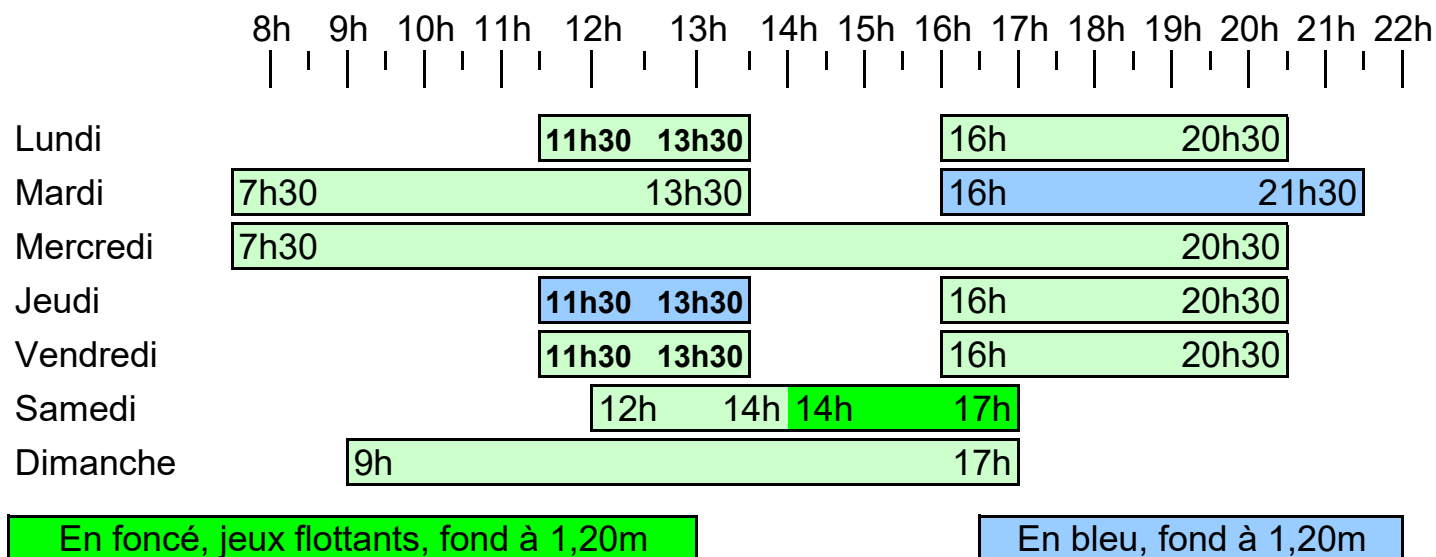 8h 9h 10h 11h 12h 13h 14h 15h 16h 17h 18h 19h 20h 21h 22h
Lundi 11h30 13h30 16h 20h30
Mardi 7h30 13h30 16h 21h30
Mercredi 7h30 20h30
Jeudi 11h30 13h30 16h 20h30
Vendredi 11h30 13h30 16h 20h30
Samedi 12h 14h 14h 17h
Dimanche 9h 17h
En foncé, jeux flottants, fond à 1,20m En bleu, fond à 1,20m